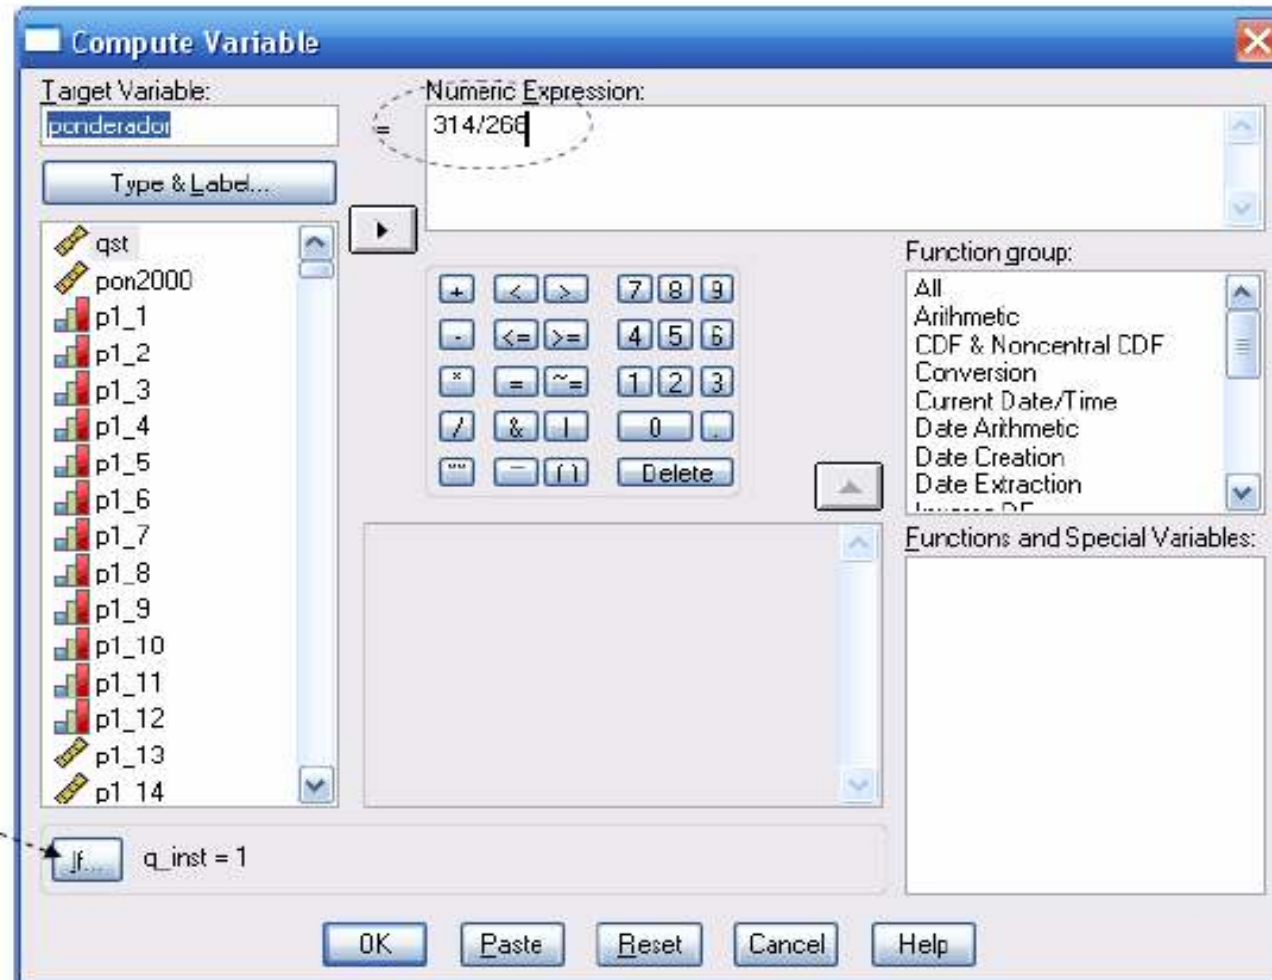 Compute Variable
Target Variable:
ponderador
=
Numeric Expression:
314/268
Type & Label...
qst
pon2000
p1_1
p1_2
p1_3
p1_4
p1_5
p1_6
p1_7
p1_8
p1_9
p1_10
p1_11
p1_12
p1_13
p1_14
+ < > 7 8 9
- <= >= 4 5 6
* = ~= 1 2 3
/ & | 0 .
** ~ () Delete
Function group:
All
Arithmetic
CDF & Noncentral CDF
Conversion
Current Date/Time
Date Arithmetic
Date Creation
Date Extraction
Functions and Special Variables:
If... q_inst = 1
OK Paste Reset Cancel Help